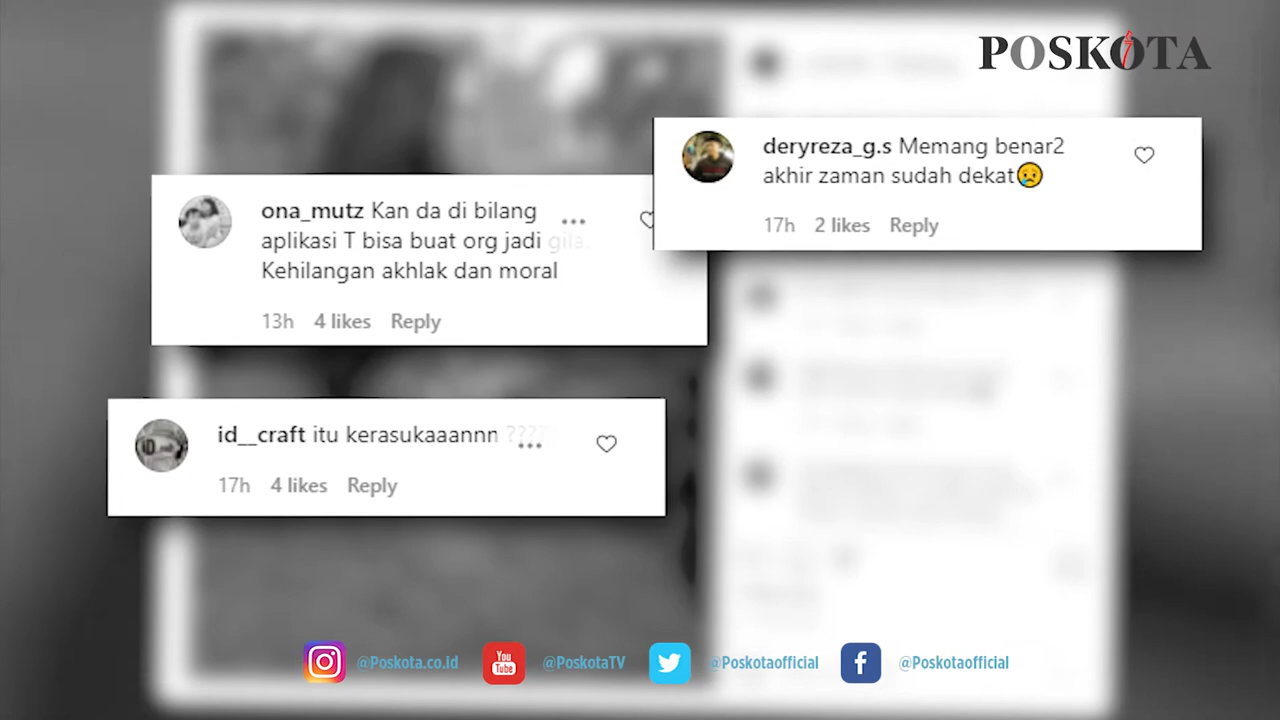 POSKOTA
deryreza_g.s Memang benar2
akhir zaman sudah dekat😢
17h 2 likes Reply
ona_mutz Kan da di bilang
aplikasi T bisa buat org jadi gila.
Kehilangan akhlak dan moral
13h 4 likes Reply
id__craft itu kerasukaaannn ????
17h 4 likes Reply
@Poskota.co.id
You
Tube
@PoskotaTV
@Poskotaofficial
@Poskotaofficial